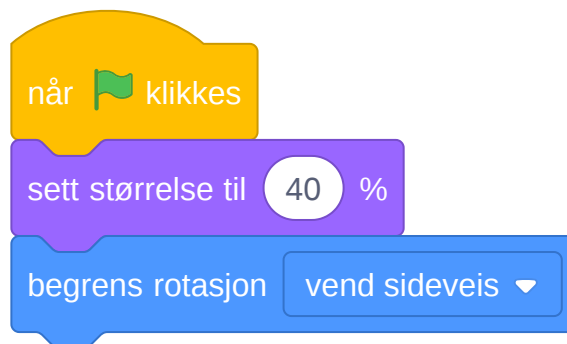 når klikkes
sett størrelse til 40 %
begrens rotasjon vend sideveis